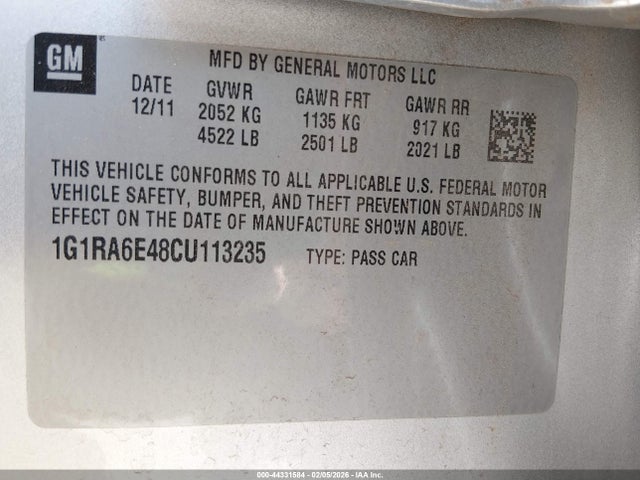 GM
MFD BY GENERAL MOTORS LLC
DATE GVWR GAWR FRT GAWR RR
12/11 2052 KG 1135 KG 917 KG
4522 LB 2501 LB 2021 LB
THIS VEHICLE CONFORMS TO ALL APPLICABLE U.S. FEDERAL MOTOR
VEHICLE SAFETY, BUMPER, AND THEFT PREVENTION STANDARDS IN
EFFECT ON THE DATE OF MANUFACTURE SHOWN ABOVE.
1G1RA6E48CU113235 TYPE: PASS CAR
000-44331584 - 02/05/2026 - IAA Inc.